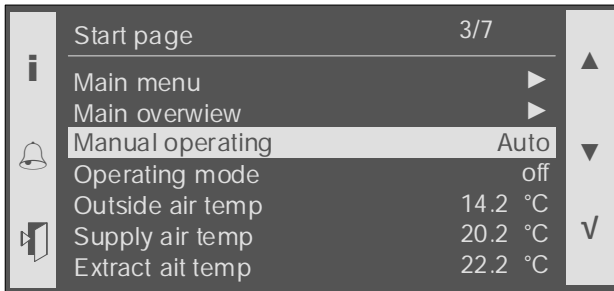 Start page 3/7
Main menu ►
Main overwiew ►
Manual operating Auto
Operating mode off
Outside air temp 14.2 °C
Supply air temp 20.2 °C
Extract ait temp 22.2 °C
i
▲
▼
√